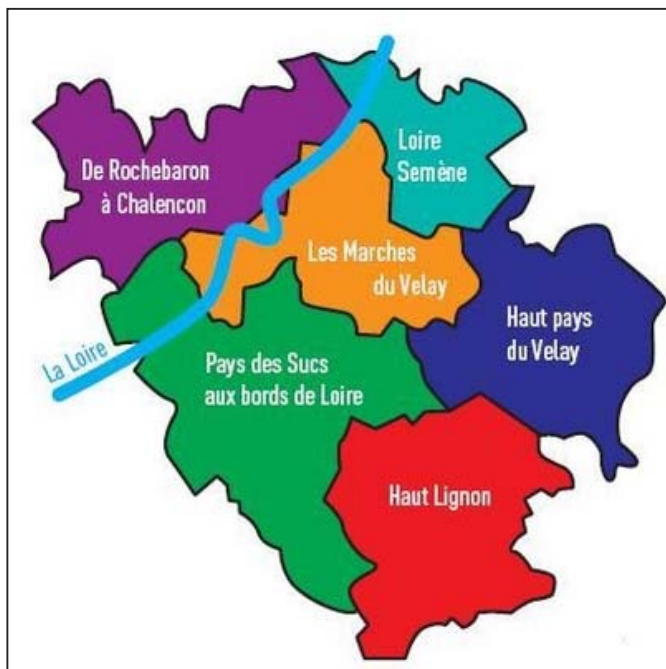 De Rochebaron
à Chalencon
Loire
Semène
Les Marches
du Velay
Haut pays
du Velay
La Loire
Pays des Sucs
aux bords de Loire
Haut Lignon